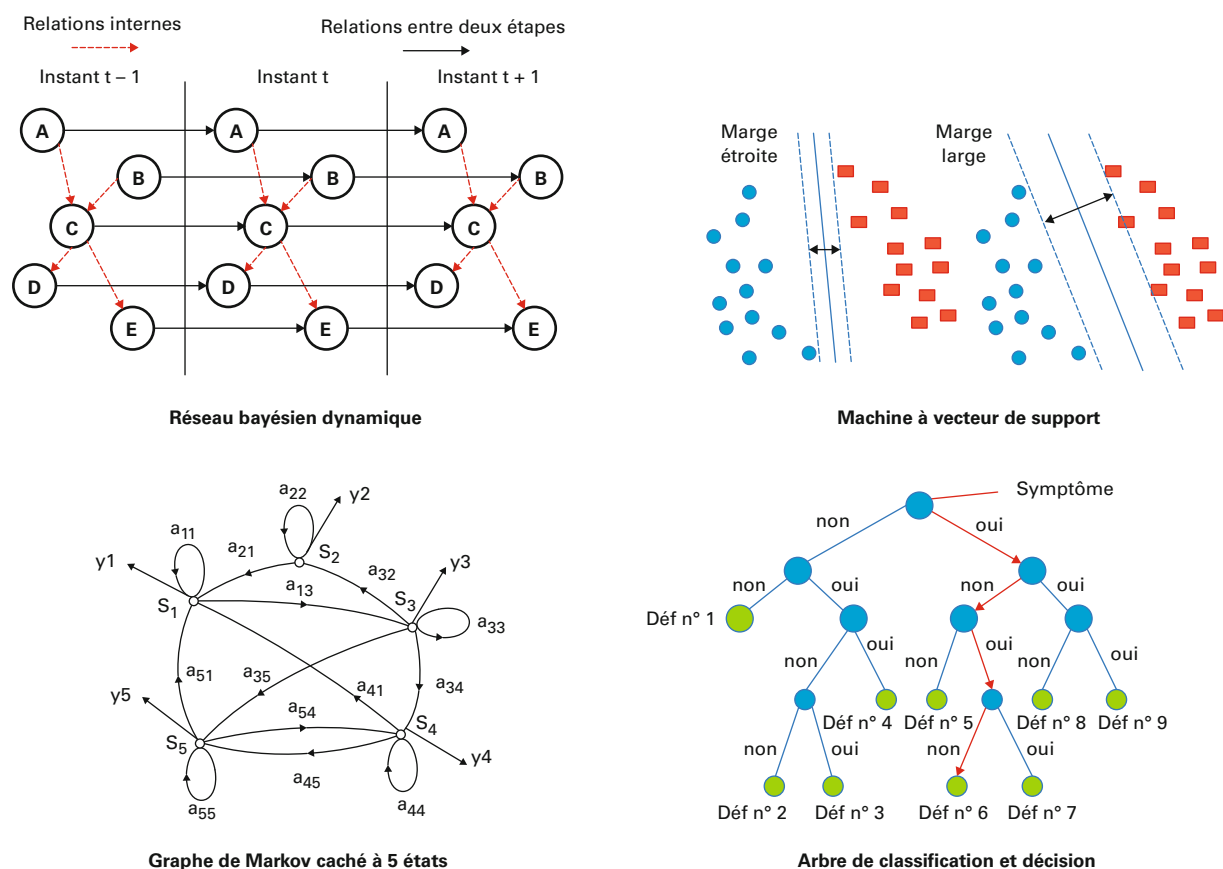 Relations internes
Relations entre deux étapes
Instant t – 1
Instant t
Instant t + 1
A
A
A
B
B
B
C
C
C
D
D
D
E
E
E
Réseau bayésien dynamique
Marge
étroite
Marge
large
Machine à vecteur de support
a22
y2
a11
y1
a21
S2
a32
y3
S1
a13
S3
a33
a51
a35
a41
a34
y5
a54
S4
S5
a45
y4
a55
a44
Graphe de Markov caché à 5 états
Symptôme
non
oui
non
oui
non
oui
Déf n° 1
non
oui
non
oui
non
oui
Déf n° 4
Déf n° 5
Déf n° 8
Déf n° 9
non
oui
non
oui
Déf n° 2
Déf n° 3
Déf n° 6
Déf n° 7
Arbre de classification et décision